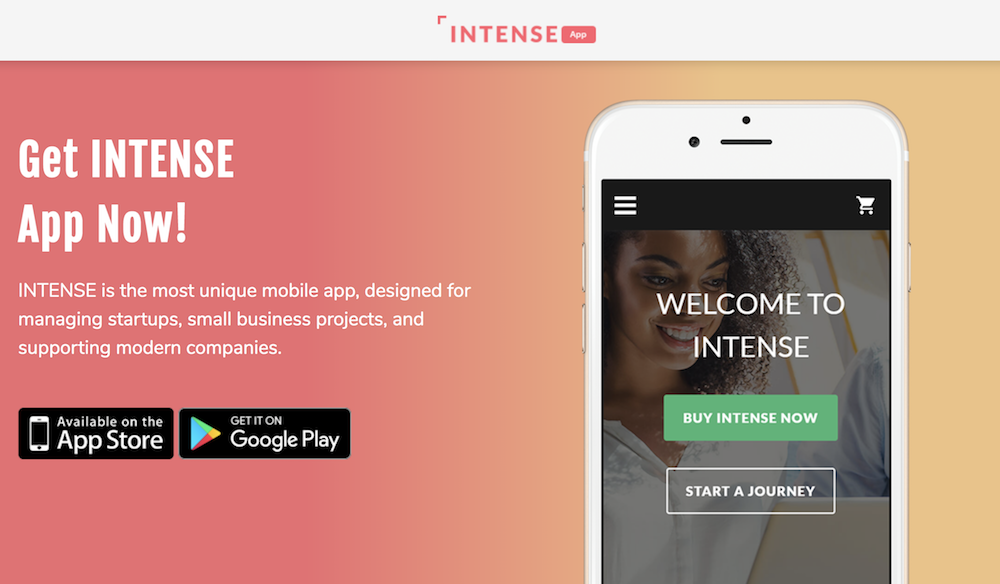 INTENSE App
Get INTENSE
App Now!
INTENSE is the most unique mobile app, designed for
managing startups, small business projects, and
supporting modern companies.
Available on the
App Store
GET IT ON
Google Play
WELCOME TO
INTENSE
BUY INTENSE NOW
START A JOURNEY